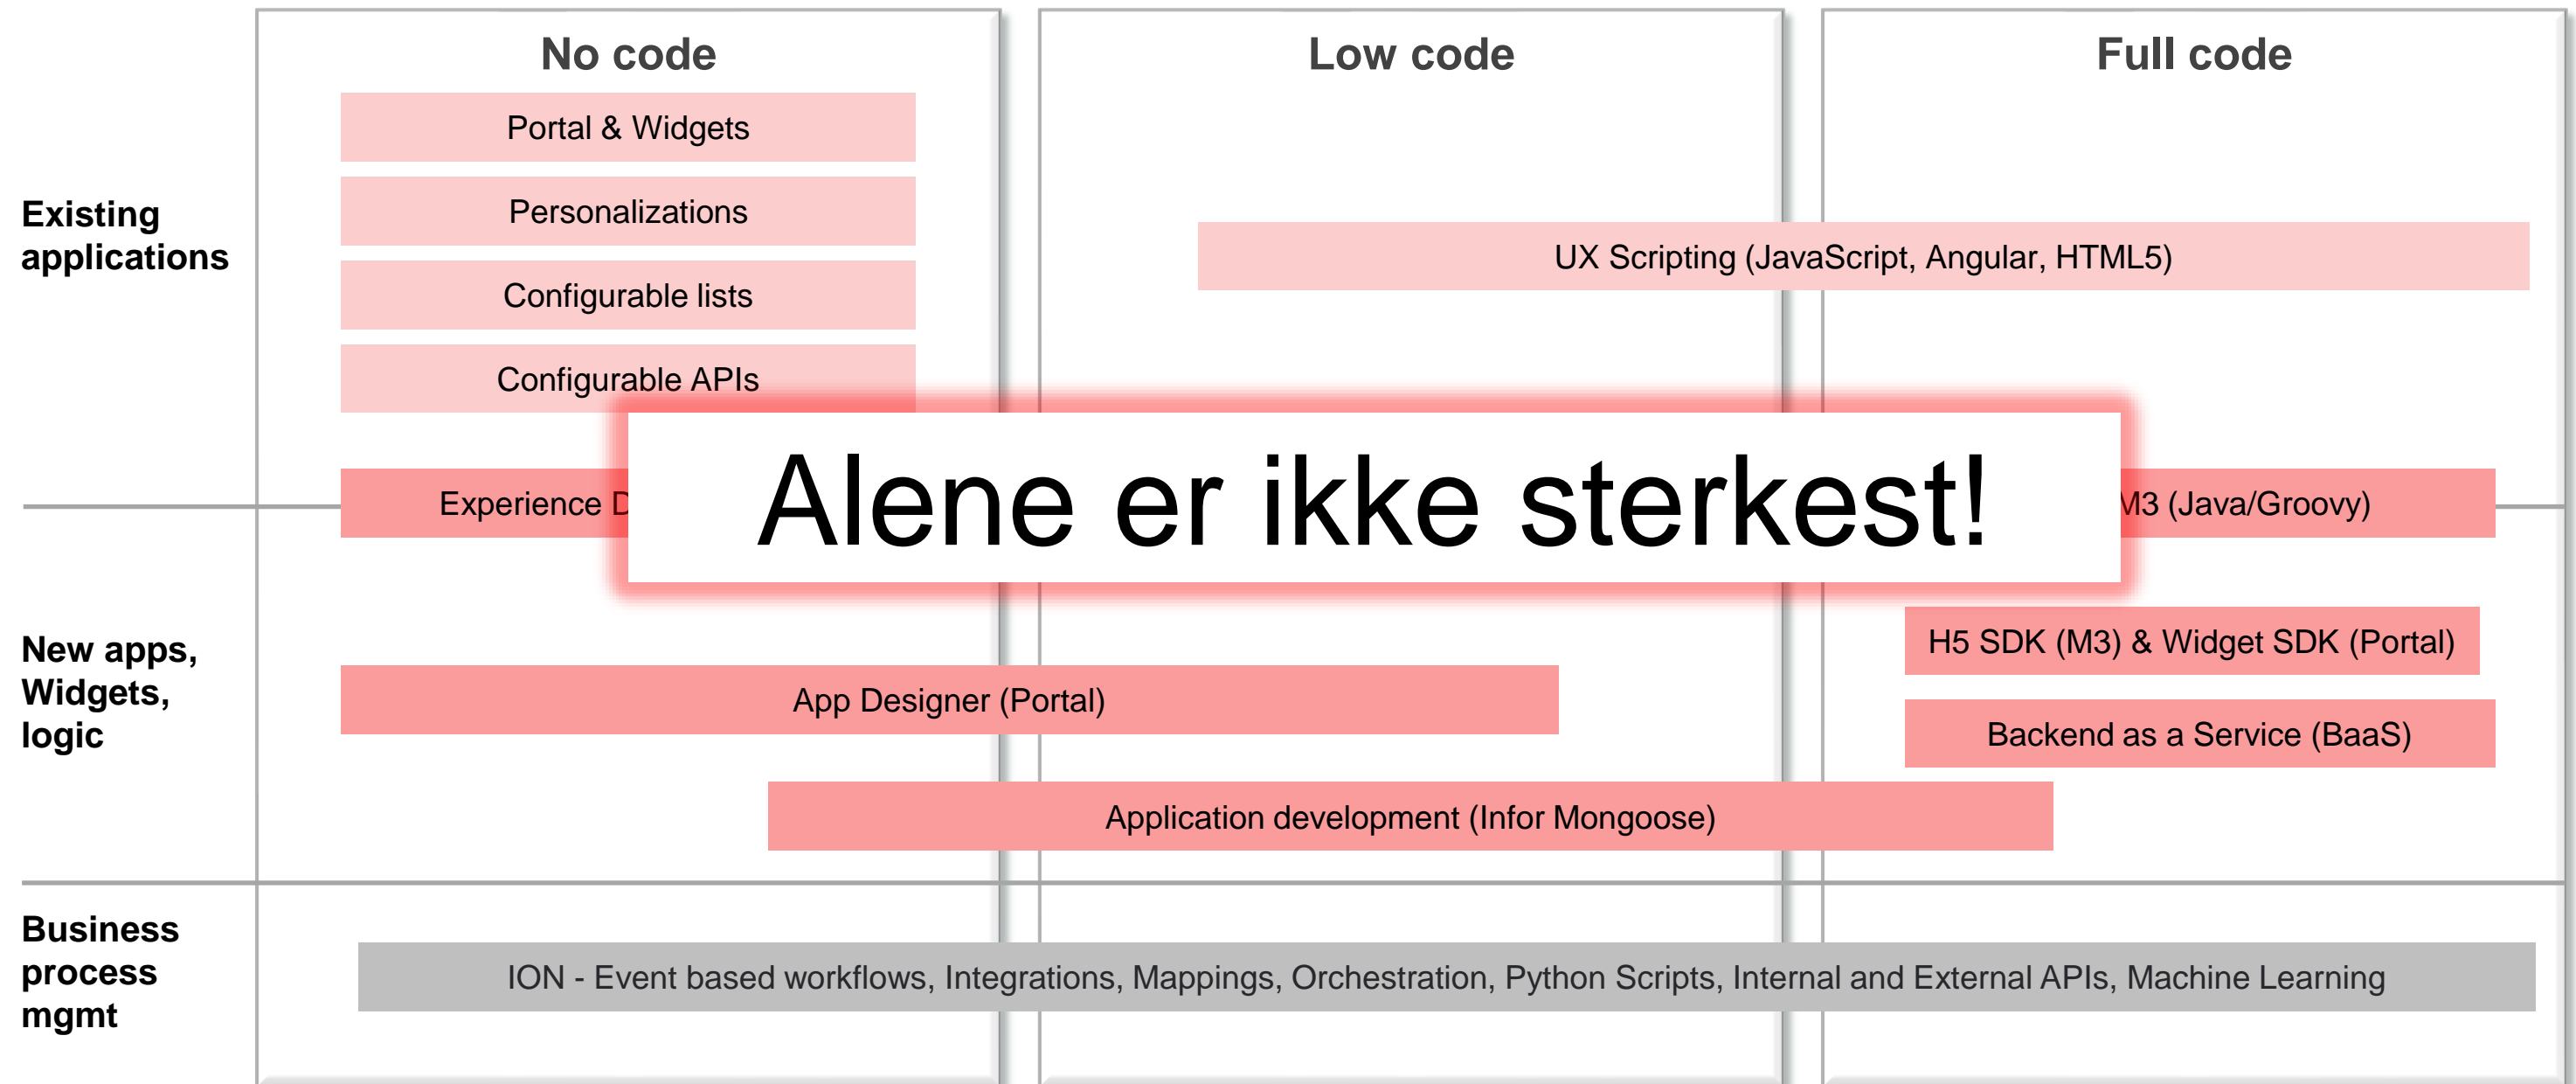 No code
Low code
Full code
Existing
applications
Portal & Widgets
Personalizations
Configurable lists
Configurable APIs
UX Scripting (JavaScript, Angular, HTML5)
Alene er ikke sterkest!
Experience
M3 (Java/Groovy)
New apps,
Widgets,
logic
H5 SDK (M3) & Widget SDK (Portal)
App Designer (Portal)
Backend as a Service (BaaS)
Application development (Infor Mongoose)
Business
process
mgmt
ION - Event based workflows, Integrations, Mappings, Orchestration, Python Scripts, Internal and External APIs, Machine Learning